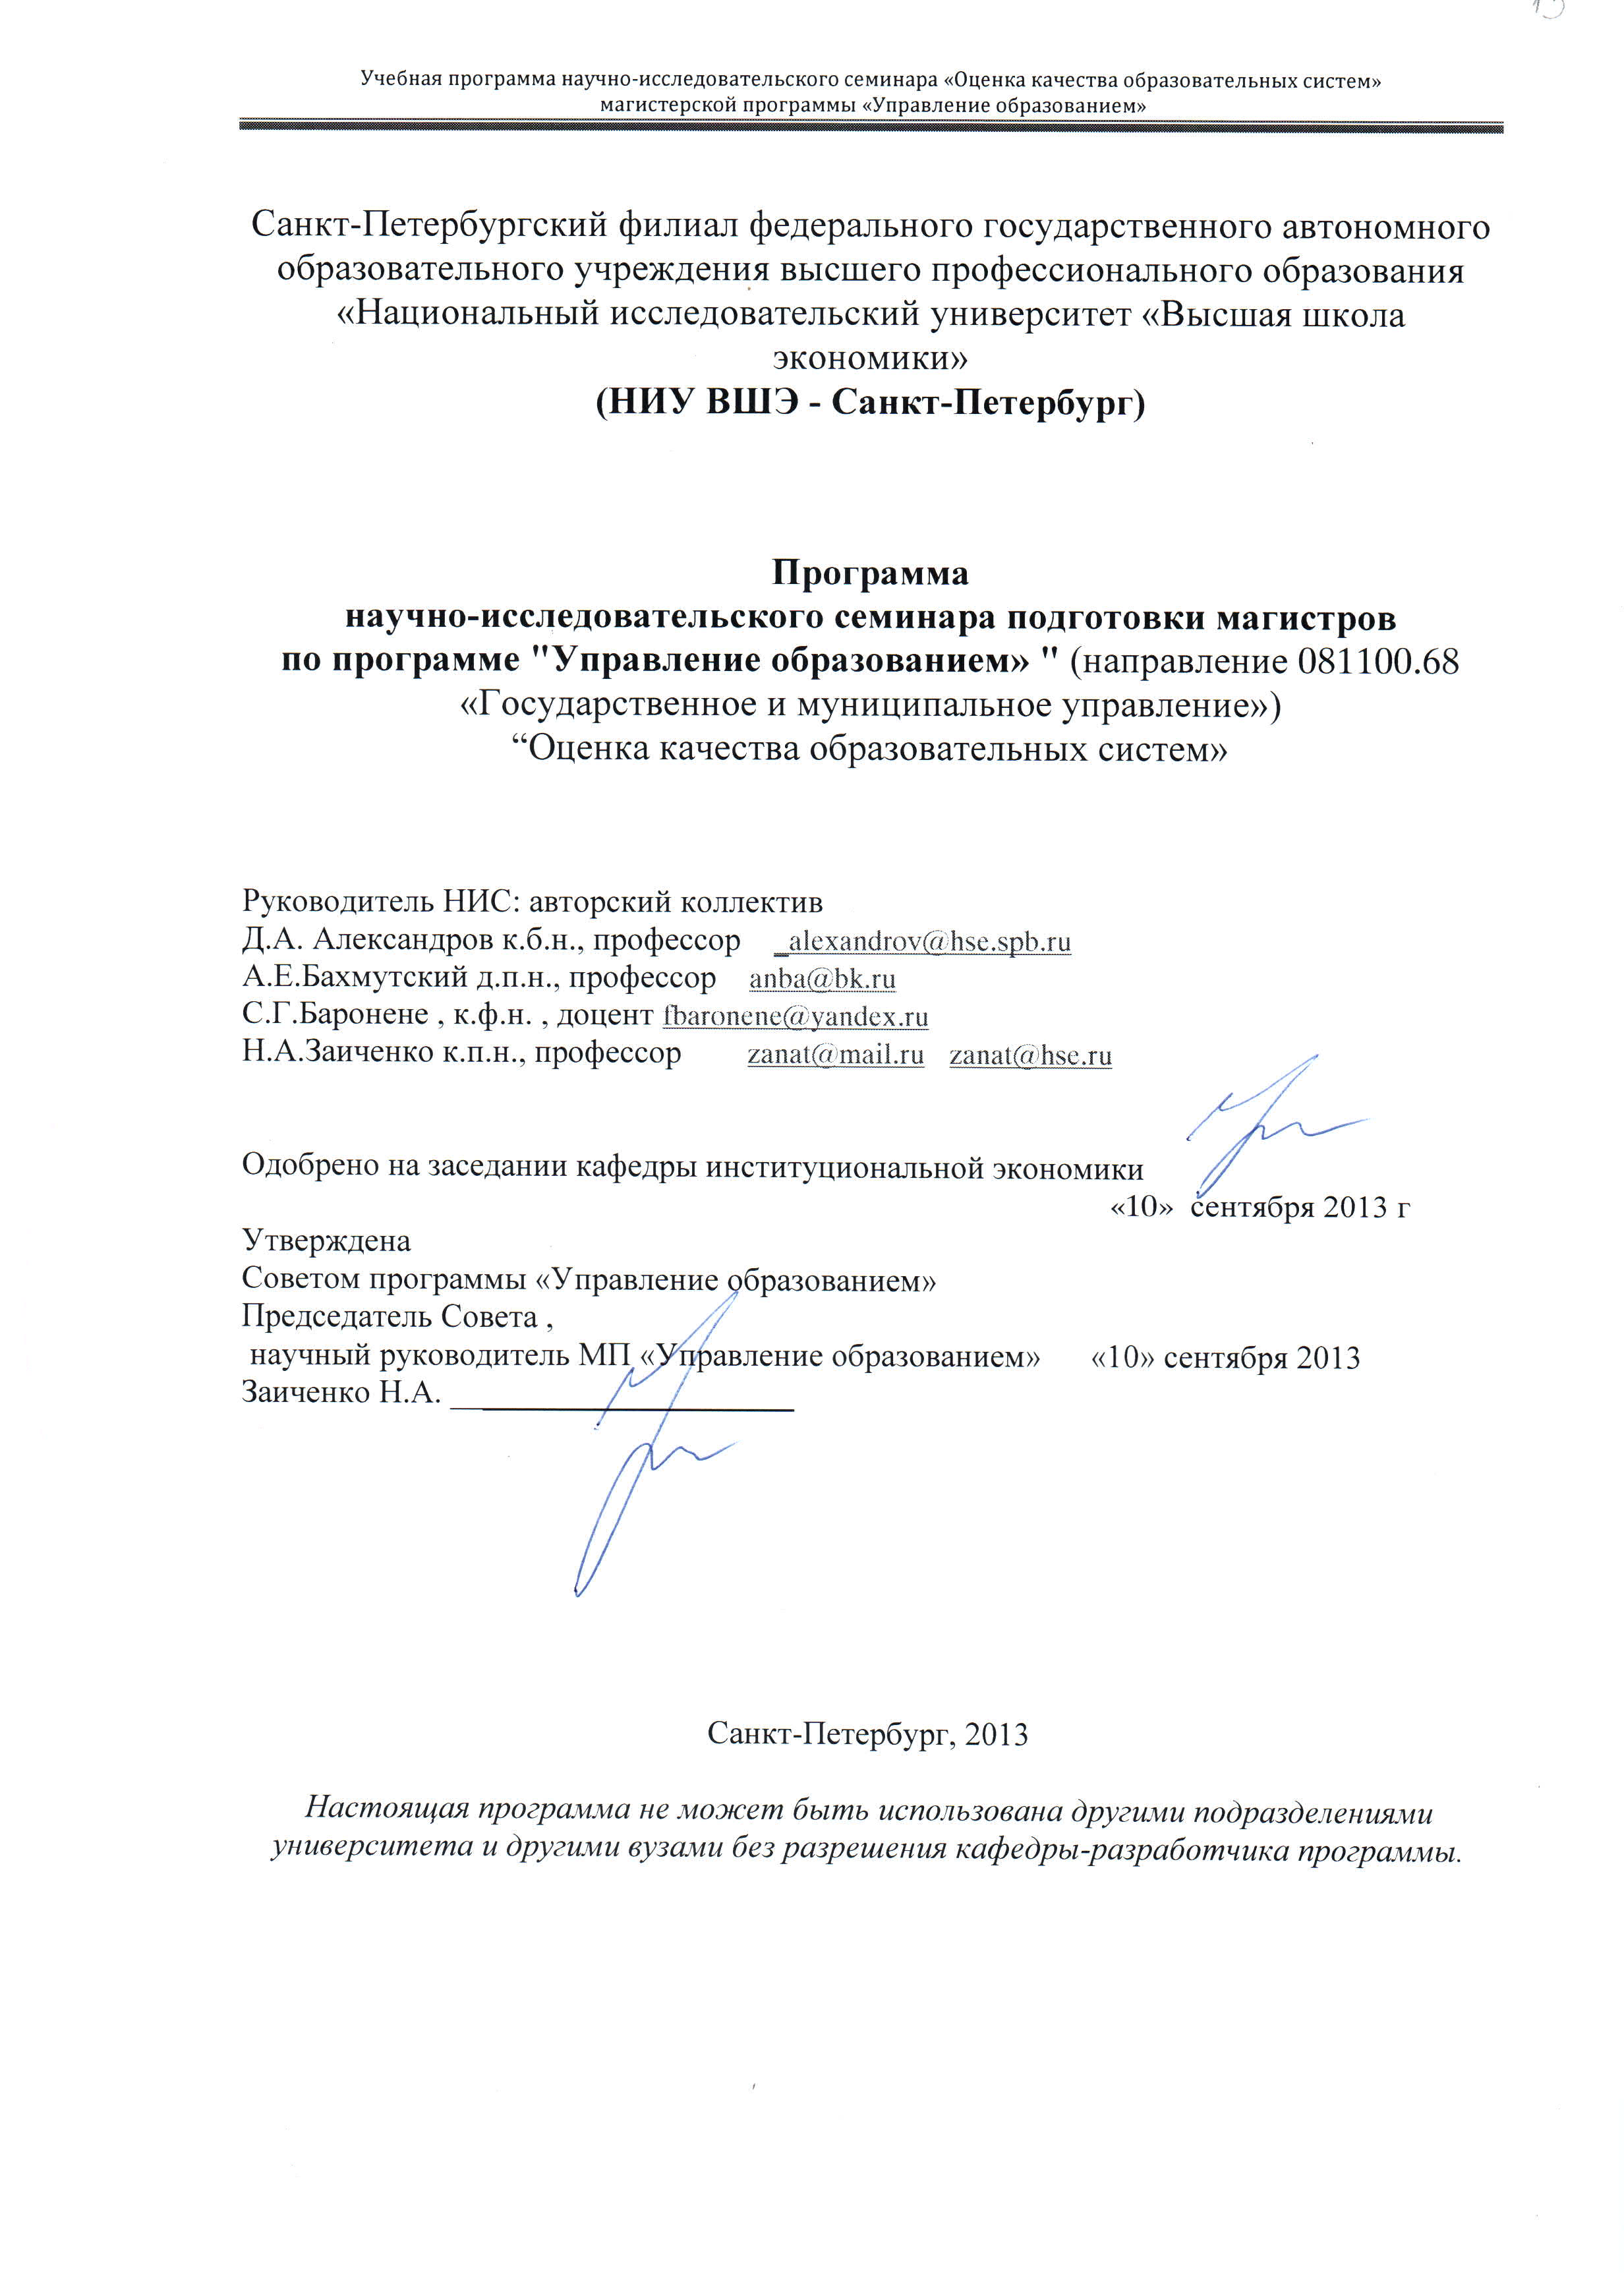 Учебная программа научно-исследовательского семинара «Оценка качества образовательных систем»
магистерской программы «Управление образованием»
Санкт-Петербургский филиал федерального государственного автономного
образовательного учреждения высшего профессионального образования
«Национальный исследовательский университет «Высшая школа
экономики»
(НИУ ВШЭ - Санкт-Петербург)
Программа
научно-исследовательского семинара подготовки магистров
по программе "Управление образованием» " (направление 081100.68
«Государственное и муниципальное управление»)
“Оценка качества образовательных систем»
Руководитель НИС: авторский коллектив
Д.А. Александров к.б.н., профессор _alexandrov@hse.spb.ru
А.Е.Бахмутский д.п.н., профессор anba@bk.ru
С.Г.Баронене , к.ф.н. , доцент fbaronene@yandex.ru
Н.А.Заиченко к.п.н., профессор zanat@mail.ru zanat@hse.ru
Одобрено на заседании кафедры институциональной экономики
«10» сентября 2013 г
Утверждена
Советом программы «Управление образованием»
Председатель Совета ,
научный руководитель МП «Управление образованием» «10» сентября 2013
Заиченко Н.А. ____________________
Санкт-Петербург, 2013
Настоящая программа не может быть использована другими подразделениями
университета и другими вузами без разрешения кафедры-разработчика программы.